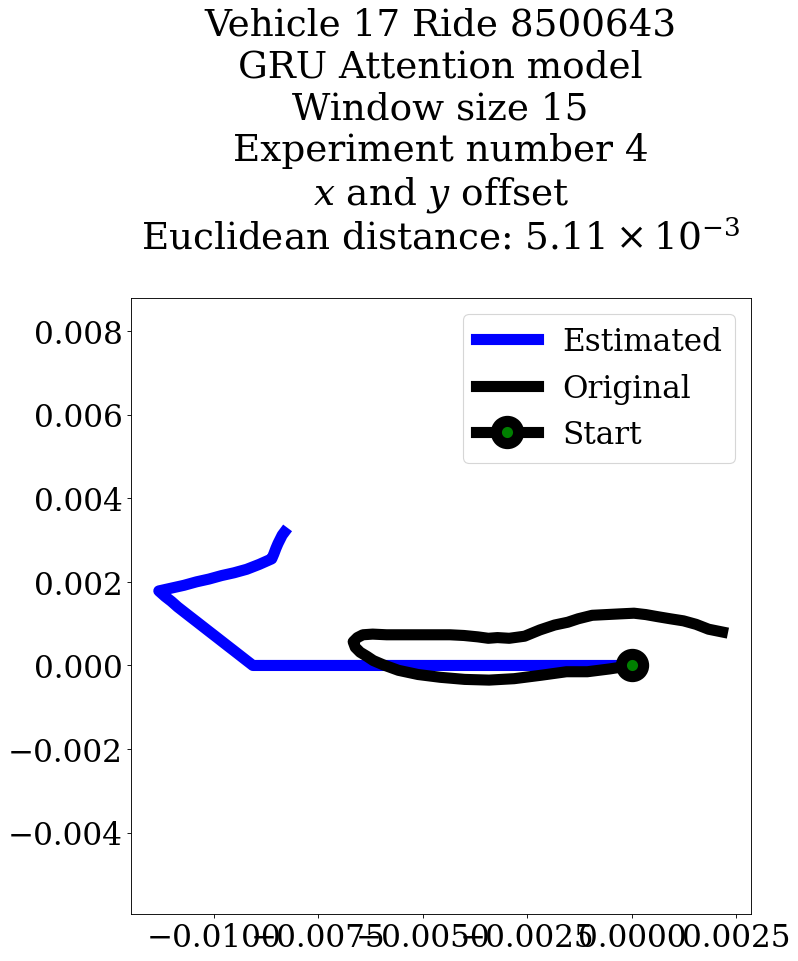 Vehicle 17 Ride 8500643
GRU Attention model
Window size 15
Experiment number 4
x and y offset
Euclidean distance: 5.11 × 10⁻³
Estimated
Original
Start
0.008
0.006
0.004
0.002
0.000
−0.002
−0.004
−0.0100 −0.0075 −0.0050 −0.0025 0.0000 0.0025